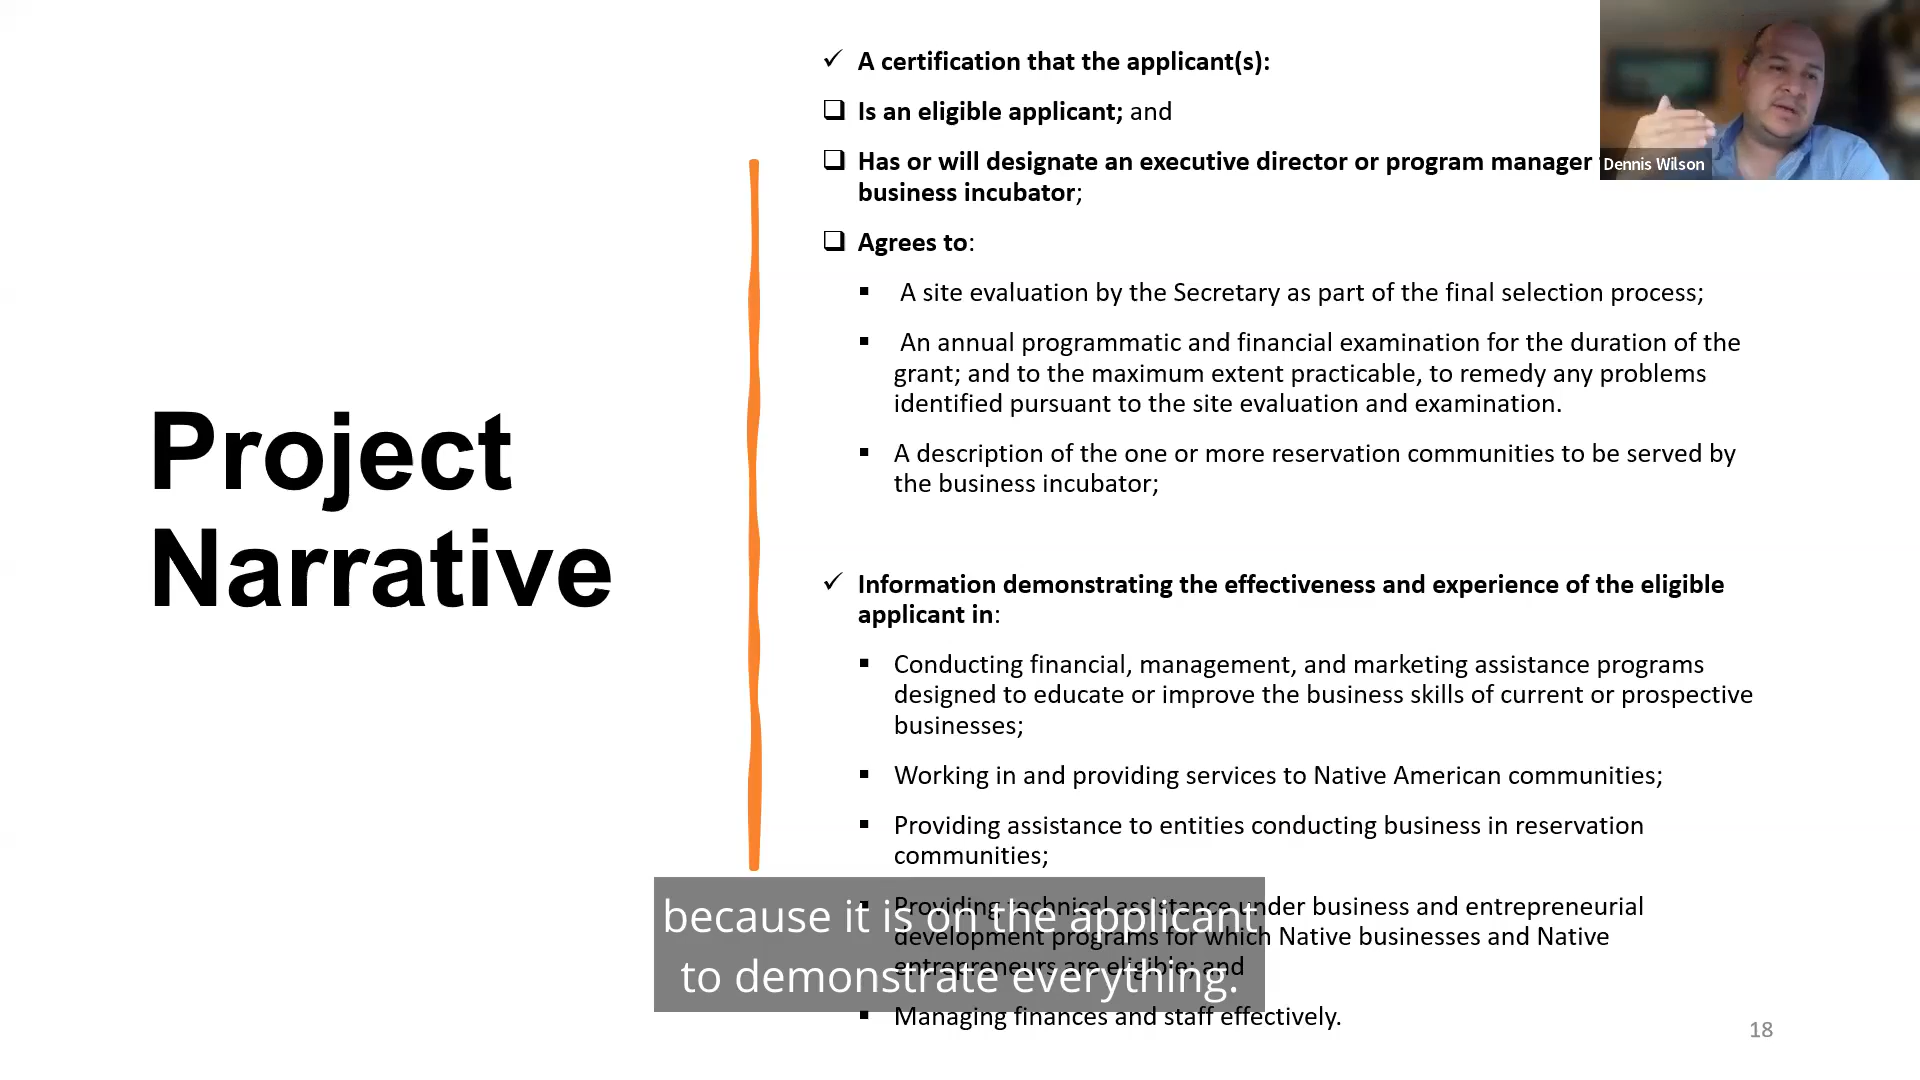 Project
Narrative
✓ A certification that the applicant(s):
❑ Is an eligible applicant; and
❑ Has or will designate an executive director or program manager
business incubator;
❑ Agrees to:
▪ A site evaluation by the Secretary as part of the final selection process;
▪ An annual programmatic and financial examination for the duration of the
grant; and to the maximum extent practicable, to remedy any problems
identified pursuant to the site evaluation and examination.
▪ A description of the one or more reservation communities to be served by
the business incubator;
✓ Information demonstrating the effectiveness and experience of the eligible
applicant in:
▪ Conducting financial, management, and marketing assistance programs
designed to educate or improve the business skills of current or prospective
businesses;
▪ Working in and providing services to Native American communities;
▪ Providing assistance to entities conducting business in reservation
communities;
▪ Providing technical assistance under business and entrepreneurial
development programs for which Native businesses and Native
entrepreneurs are eligible; and
▪ Managing finances and staff effectively.
18
Dennis Wilson
because it is on the applicant
to demonstrate everything.